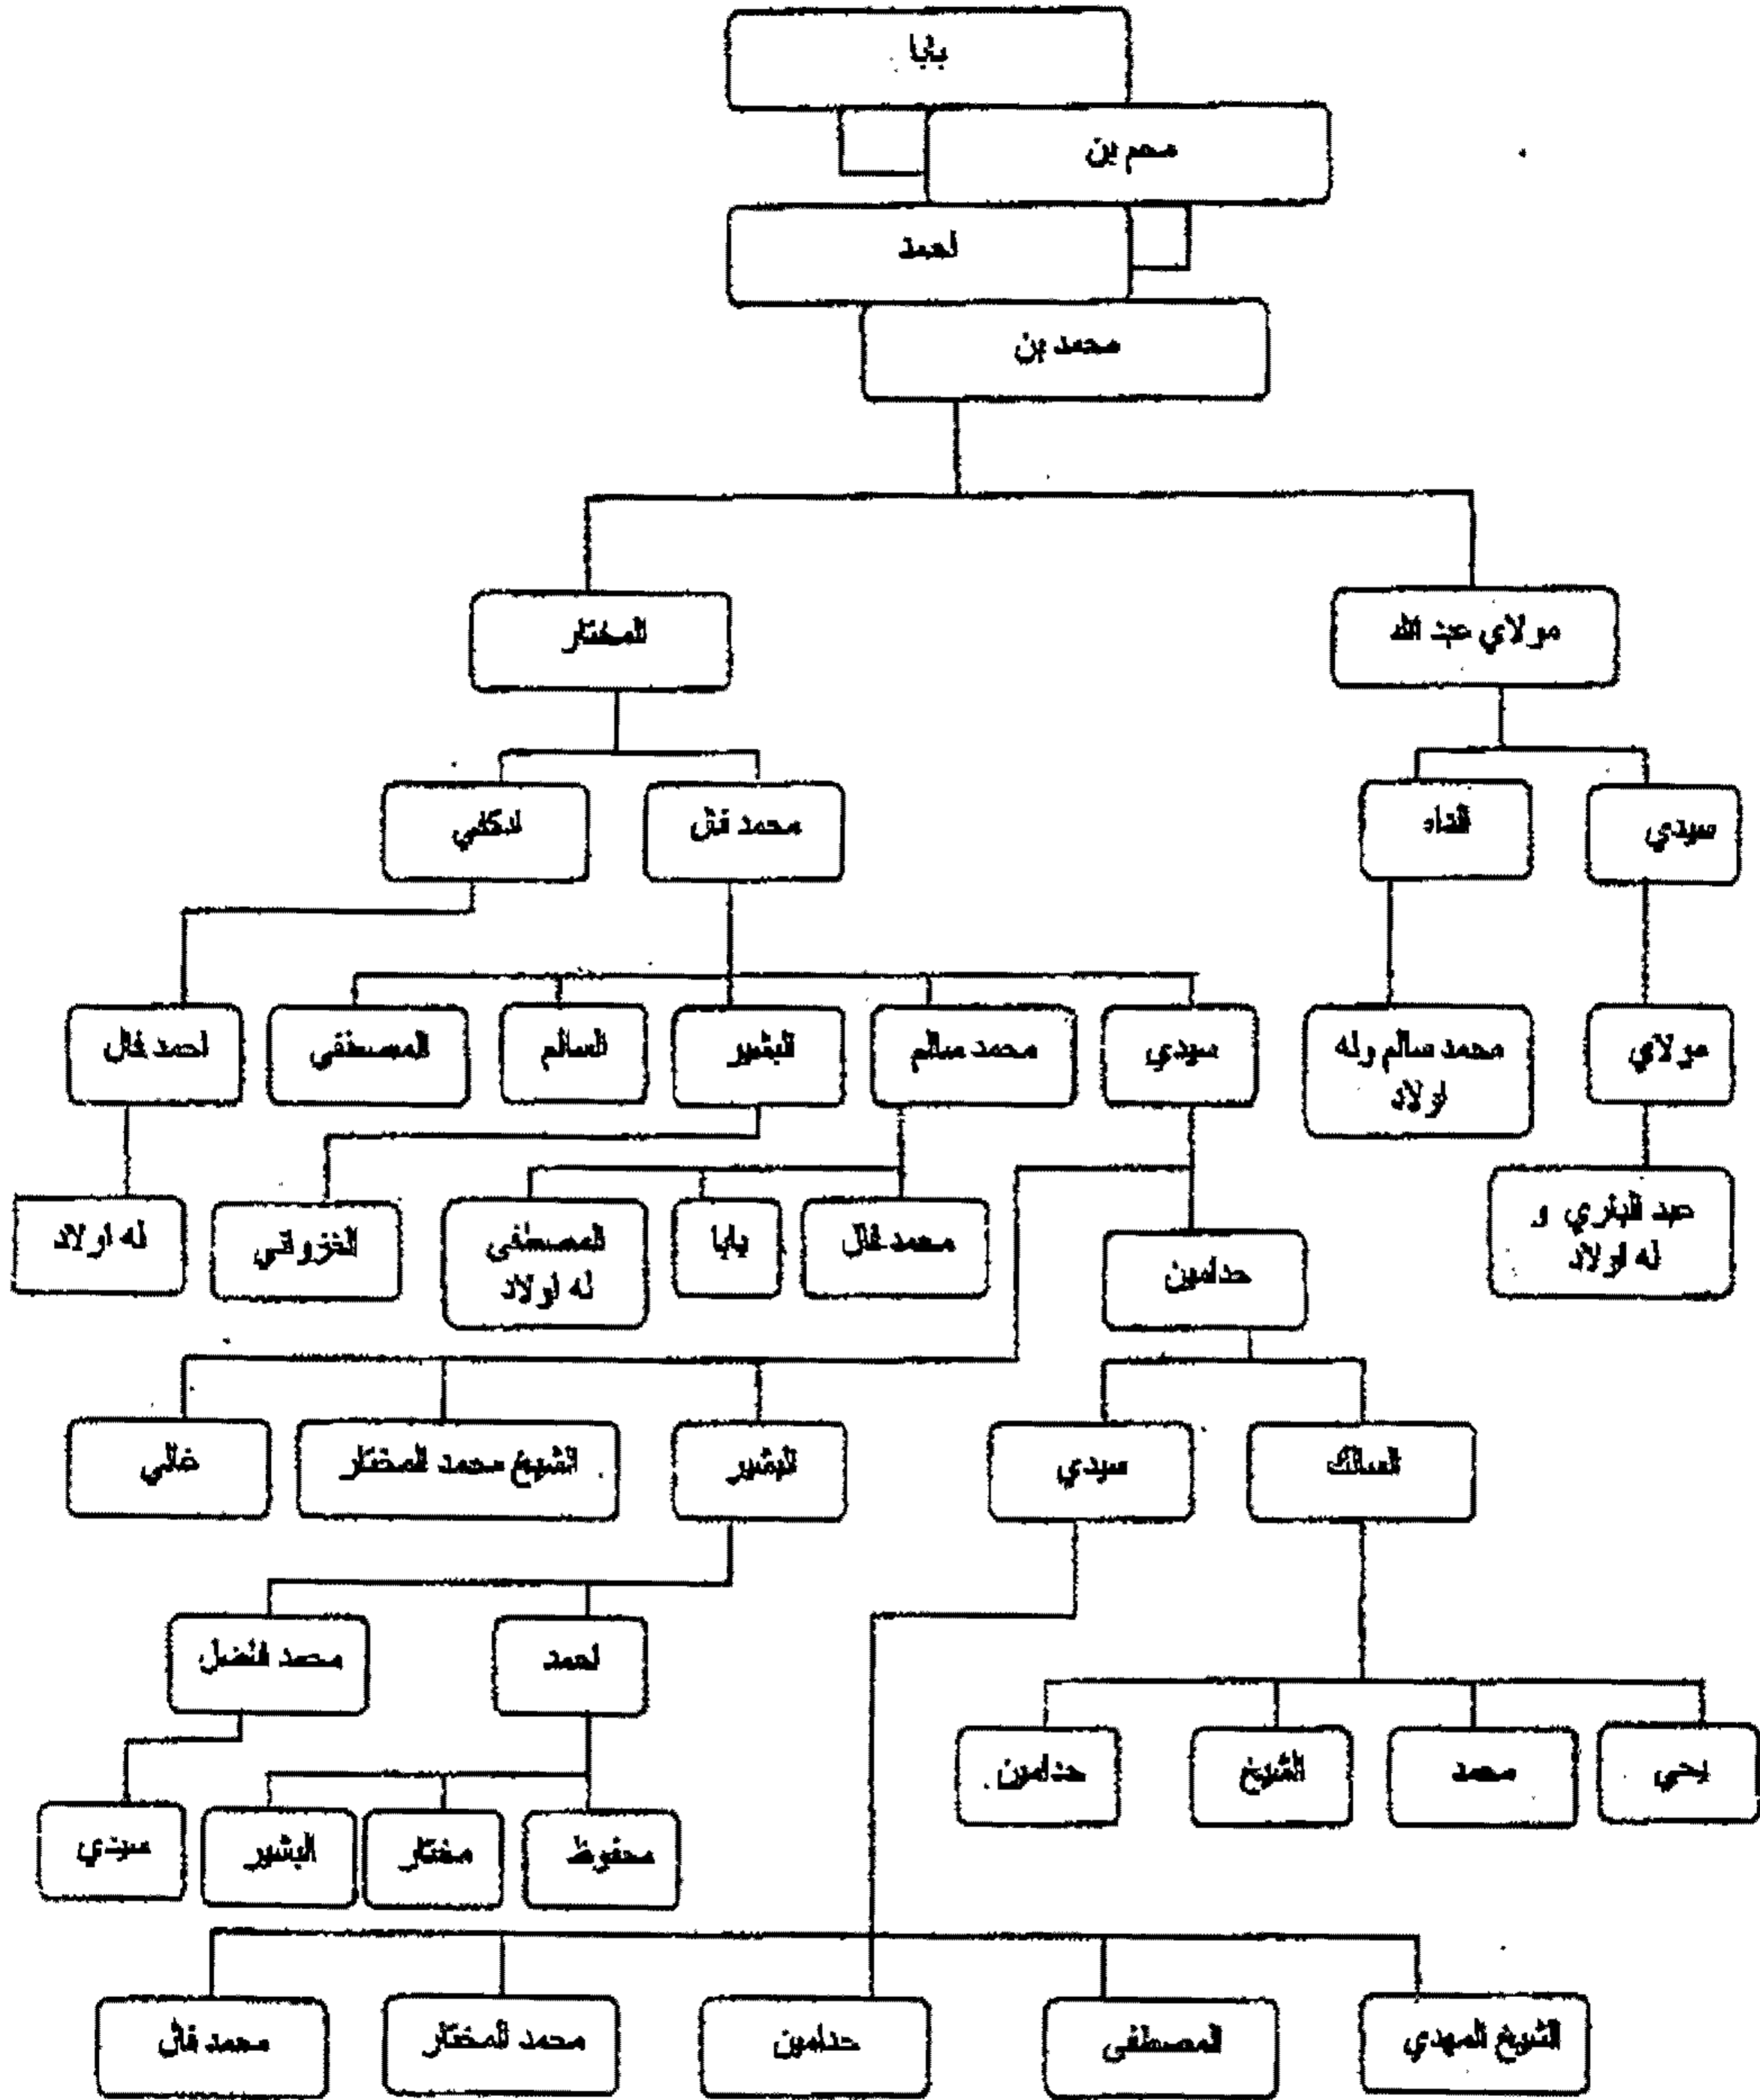 بابا
محم بن
احمد
محمد بن
مولاي عبد الله
المختار
سيدي
الداه
محمد فال
سيدي
محمد سالم
البشير
السالم
المصطفى
احمد فال
مولاي
محمد سالم وله
اولاد
عبد الباري و
له اولاد
محمد فال
بابا
المصطفى
له اولاد
الغزواني
له اولاد
حدامين
السالك
سيدي
البشير
الشيخ محمد المختار
غالي
احمد
محمد الفضل
يحي
محمد
الشيخ
حدامين
محفوظ
مختار
البشير
سيدي
الشيخ المهدي
المصطفى
حدامين
محمد المختار
محمد فال